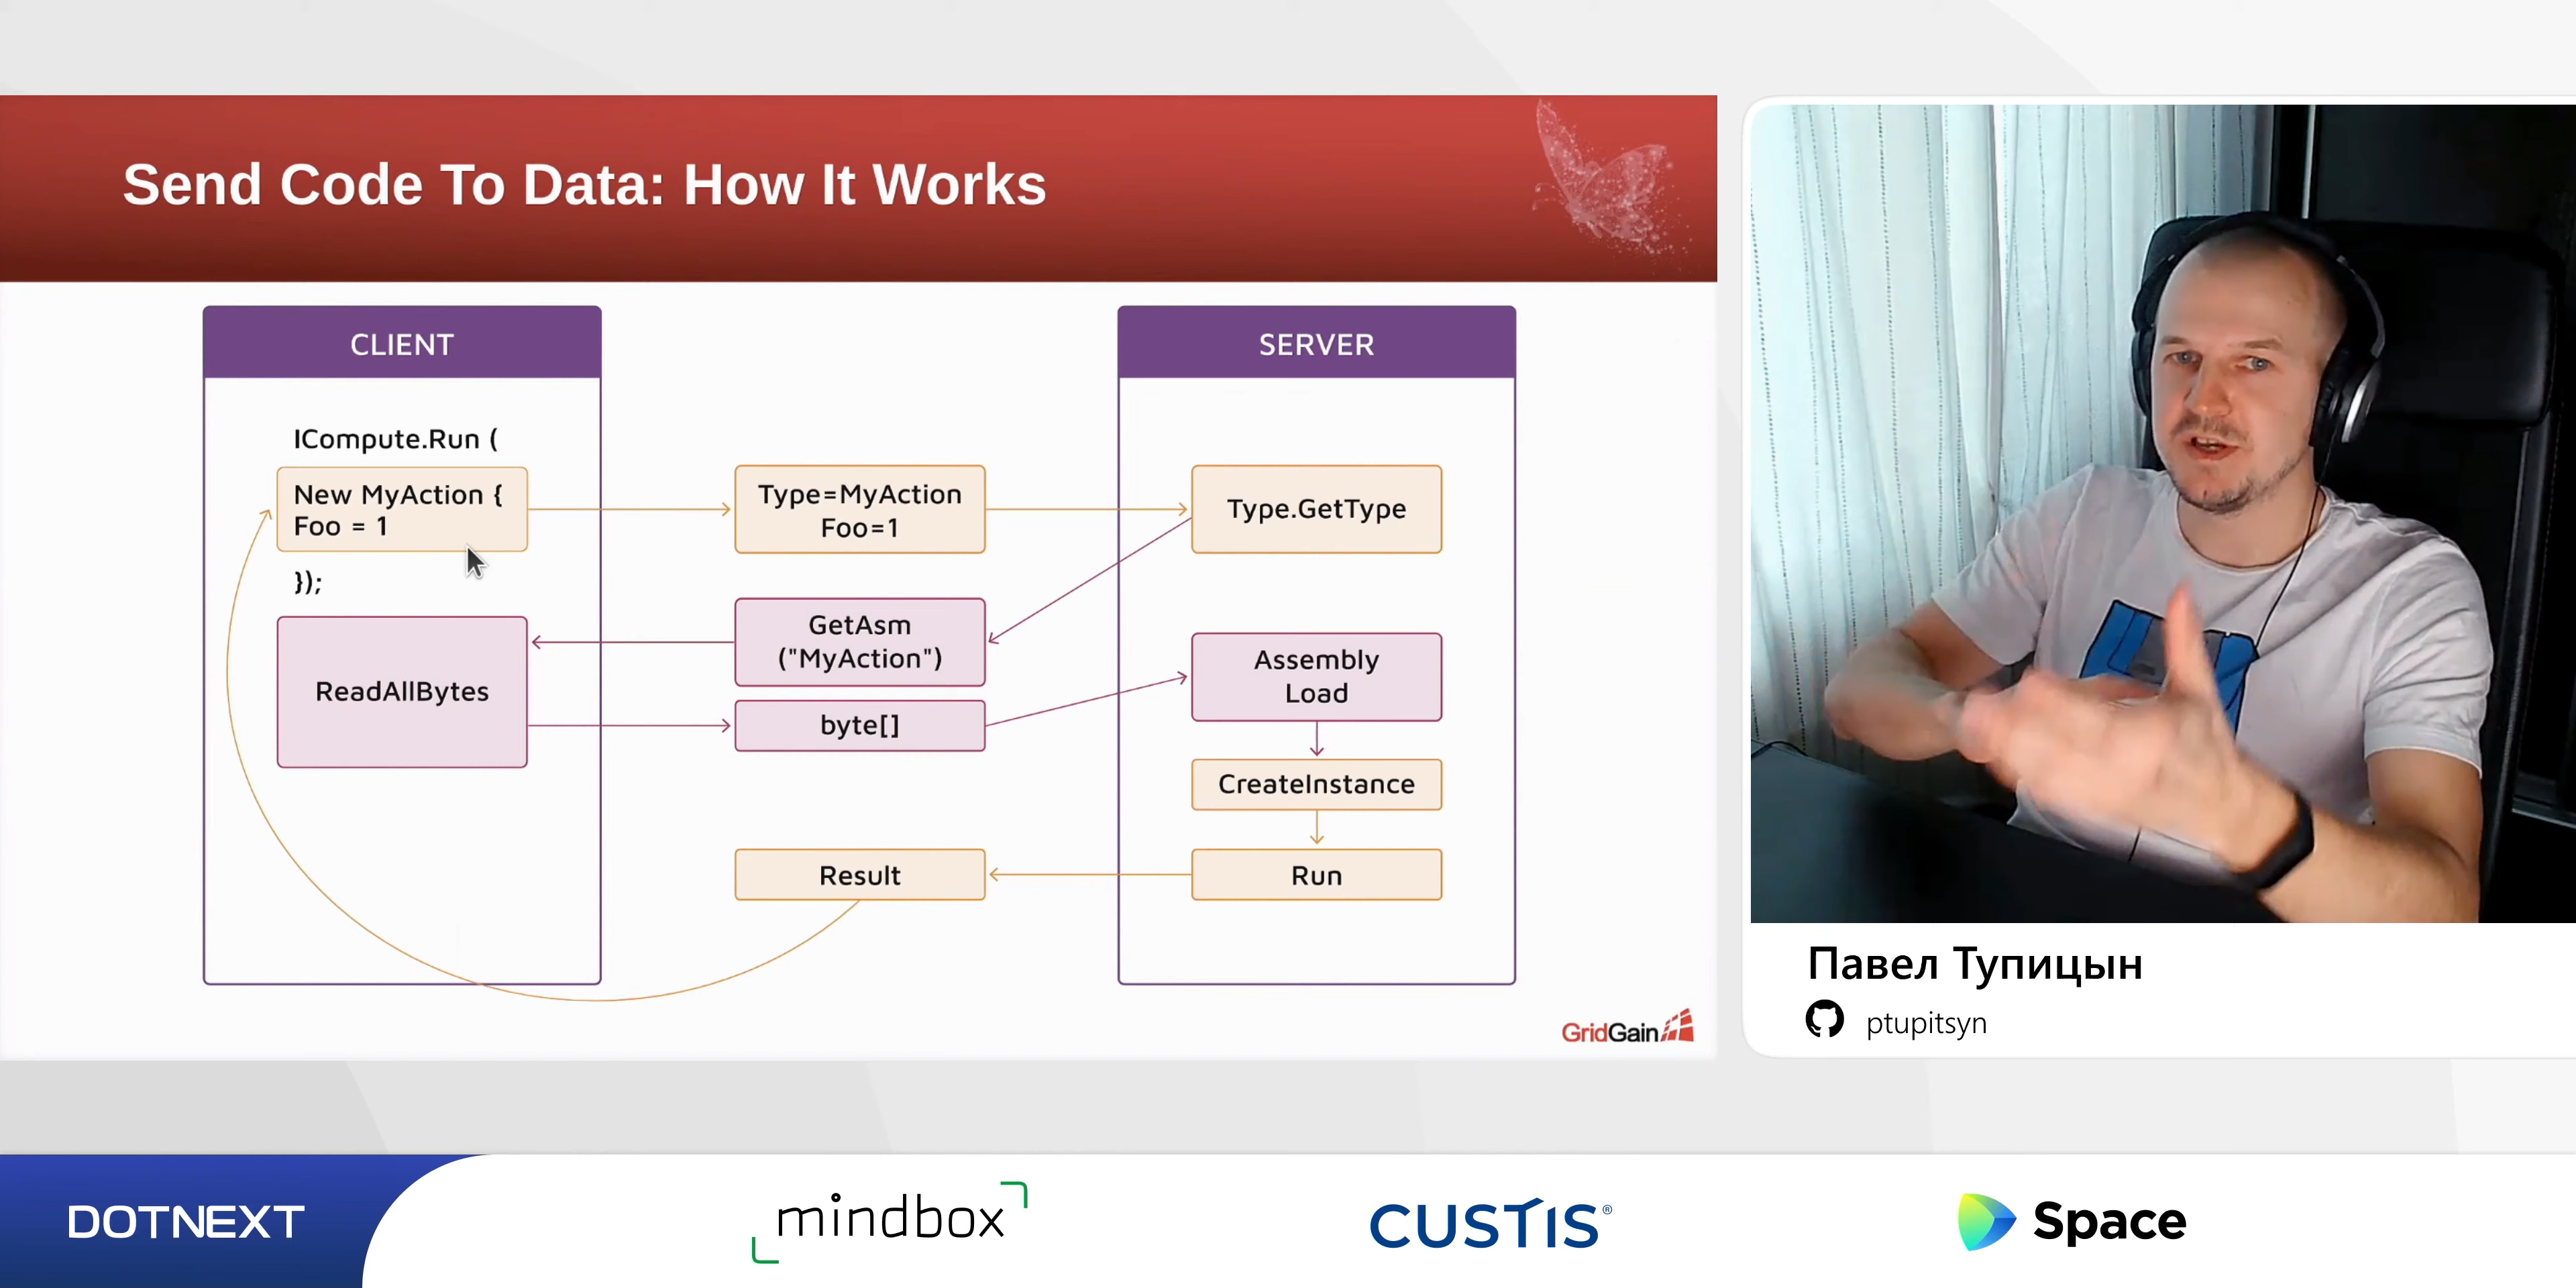 Send Code To Data: How It Works
CLIENT
SERVER
ICompute.Run (
New MyAction {
Foo = 1
});
Type=MyAction
Foo=1
Type.GetType
GetAsm
("MyAction")
ReadAllBytes
byte[]
Assembly
Load
CreateInstance
Result
Run
GridGain
Павел Тупицын
ptupitsyn
DOTNEXT
mindbox
CUSTIS®
Space